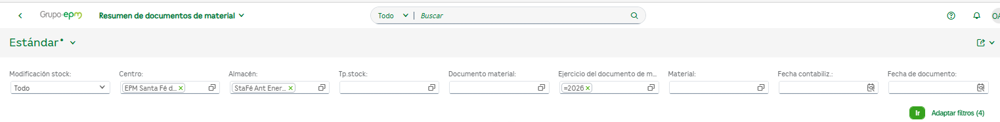 Grupo·epm Resumen de documentos de material Todo Buscar OA
Estándar*
Modificación stock: Centro: Almacén: Tp.stock: Documento material: Ejercicio del documento de m... Material: Fecha contabiliz.: Fecha de documento:
Todo EPM Santa Fé d... StaFé Ant Ener... =2026
Ir Adaptar filtros (4)